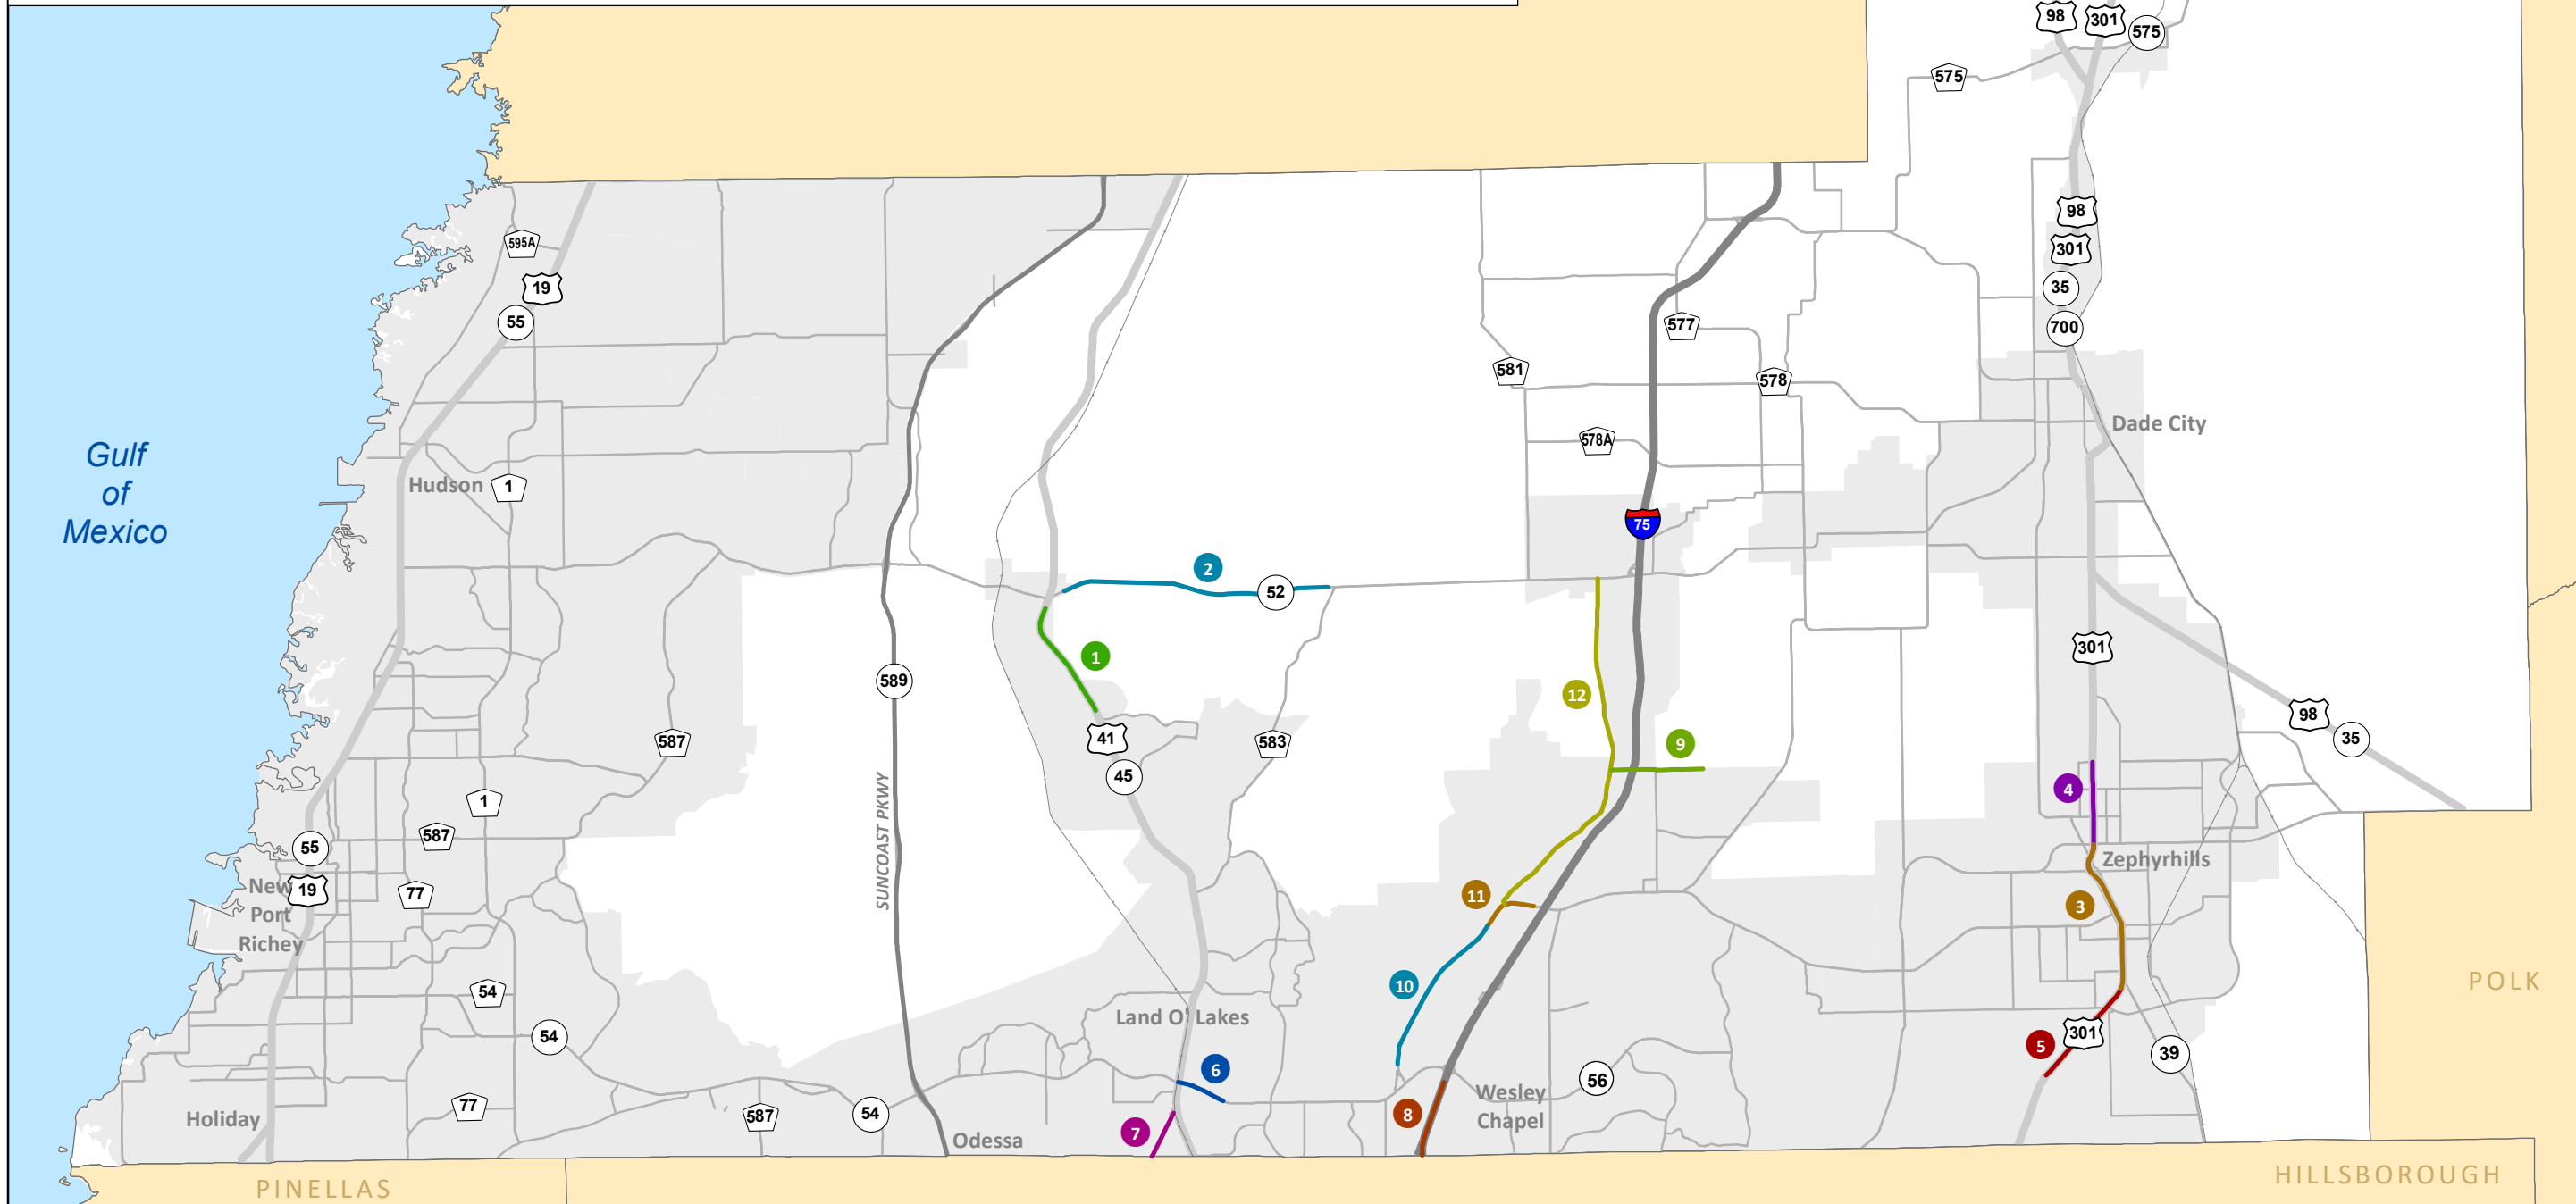 98
301
575
575
98
301
35
700
595A
19
55
577
581
578
578A
Dade City
Gulf
of
Mexico
Hudson
1
75
2
52
1
301
589
12
587
41
583
9
45
98
35
4
1
587
55
SUNCOAST PKWY
Zephyrhills
New
Port
Richey
19
77
11
3
54
10
POLK
Land O' Lakes
54
301
5
39
6
56
Wesley
Chapel
Holiday
77
587
54
8
7
Odessa
PINELLAS
HILLSBOROUGH